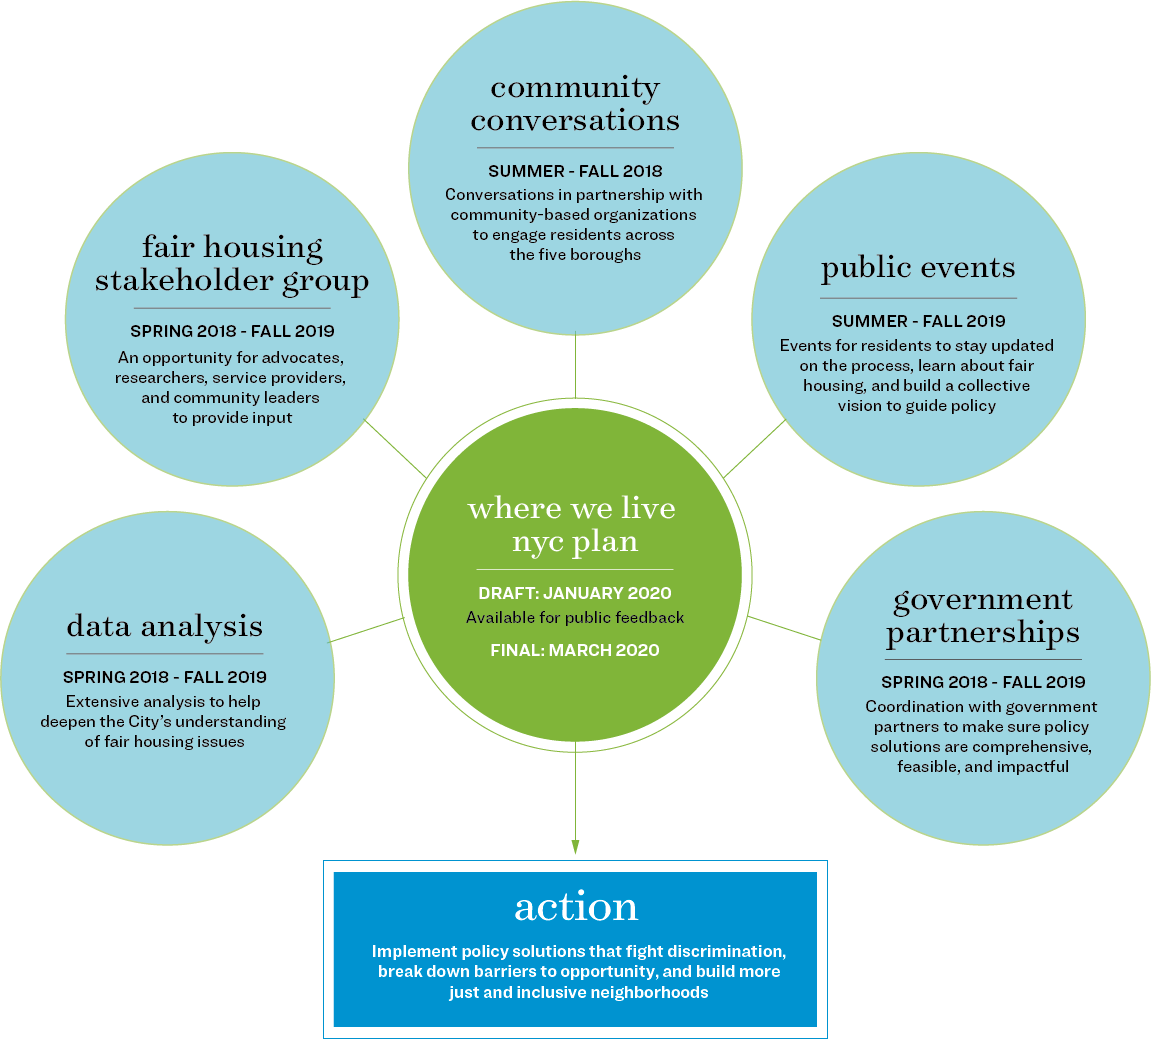 community
conversations
SUMMER - FALL 2018
Conversations in partnership with
community-based organizations
to engage residents across
the five boroughs
fair housing
stakeholder group
SPRING 2018 - FALL 2019
An opportunity for advocates,
researchers, service providers,
and community leaders
to provide input
public events
SUMMER - FALL 2019
Events for residents to stay updated
on the process, learn about fair
housing, and build a collective
vision to guide policy
where we live
nyc plan
DRAFT: JANUARY 2020
Available for public feedback
FINAL: MARCH 2020
data analysis
SPRING 2018 - FALL 2019
Extensive analysis to help
deepen the City’s understanding
of fair housing issues
government
partnerships
SPRING 2018 - FALL 2019
Coordination with government
partners to make sure policy
solutions are comprehensive,
feasible, and impactful
action
Implement policy solutions that fight discrimination,
break down barriers to opportunity, and build more
just and inclusive neighborhoods